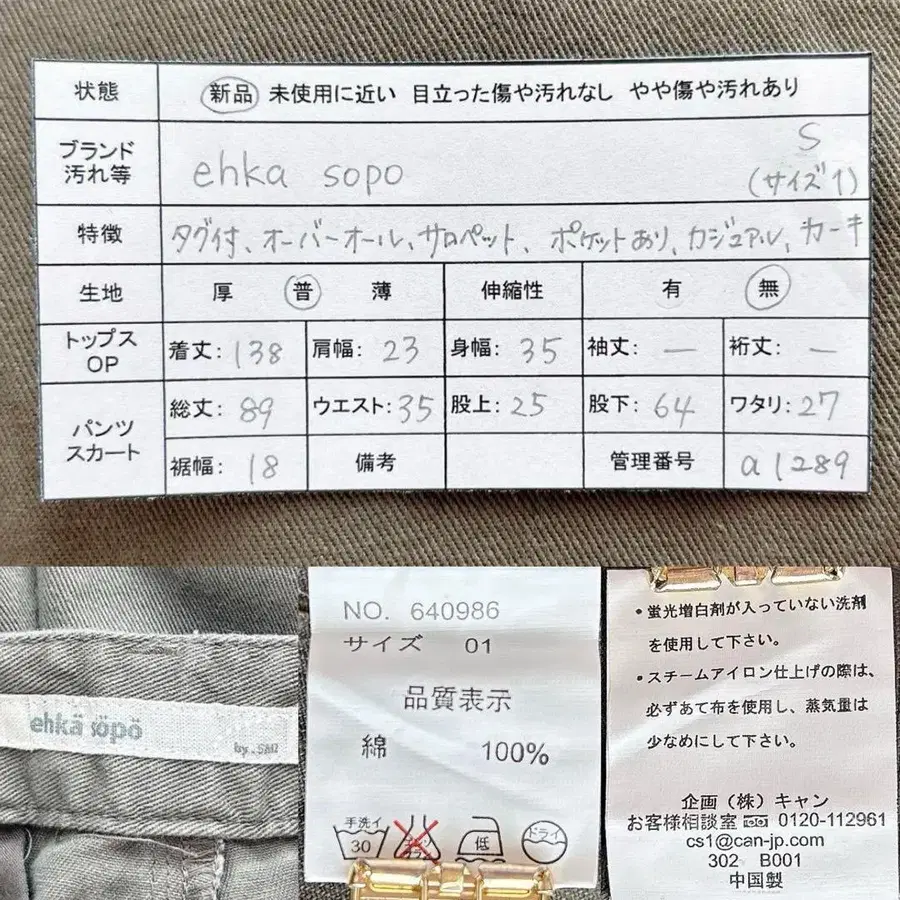 状態 新品 未使用に近い 目立った傷や汚れなし やや傷や汚れあり
ブランド 汚れ等 ehka sopo S (サイズ1)
特徴 タグ付、オーバーオール、サロペット、ポケットあり、カジュアル、カーキ
生地 厚 普 薄 伸縮性 有 無
トップス OP 着丈: 138 肩幅: 23 身幅: 35 袖丈: — 裄丈: —
パンツ スカート 総丈: 89 ウエスト: 35 股上: 25 股下: 64 ワタリ: 27
裾幅: 18 備考 管理番号 a1289
ehkä söpö
by
NO. 640986
サイズ 01
品質表示
綿 100%
手洗イ 30
低
ドライ
・蛍光増白剤が入っていない洗剤
を使用して下さい。
・スチームアイロン仕上げの際は、
必ずあて布を使用し、蒸気量は
少なめにして下さい。
企画(株)キャン
お客様相談室 0120-112961
cs1@can-jp.com
302 B001
中国製